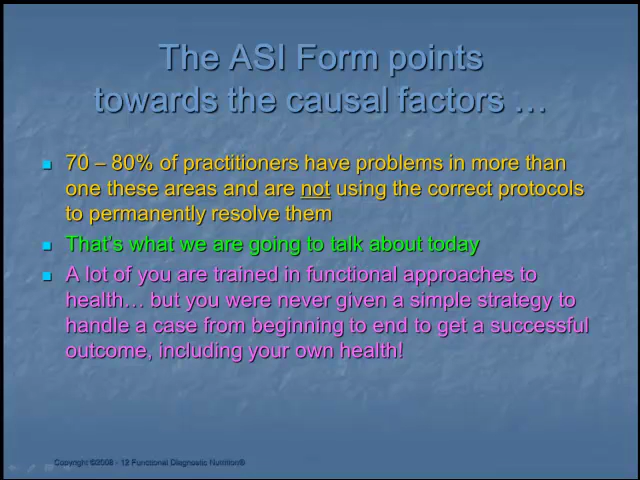 The ASI Form points
towards the causal factors …
70 – 80% of practitioners have problems in more than
one these areas and are not using the correct protocols
to permanently resolve them
That's what we are going to talk about today
A lot of you are trained in functional approaches to
health… but you were never given a simple strategy to
handle a case from beginning to end to get a successful
outcome, including your own health!
Copyright ©2008 - 12 Functional Diagnostic Nutrition®